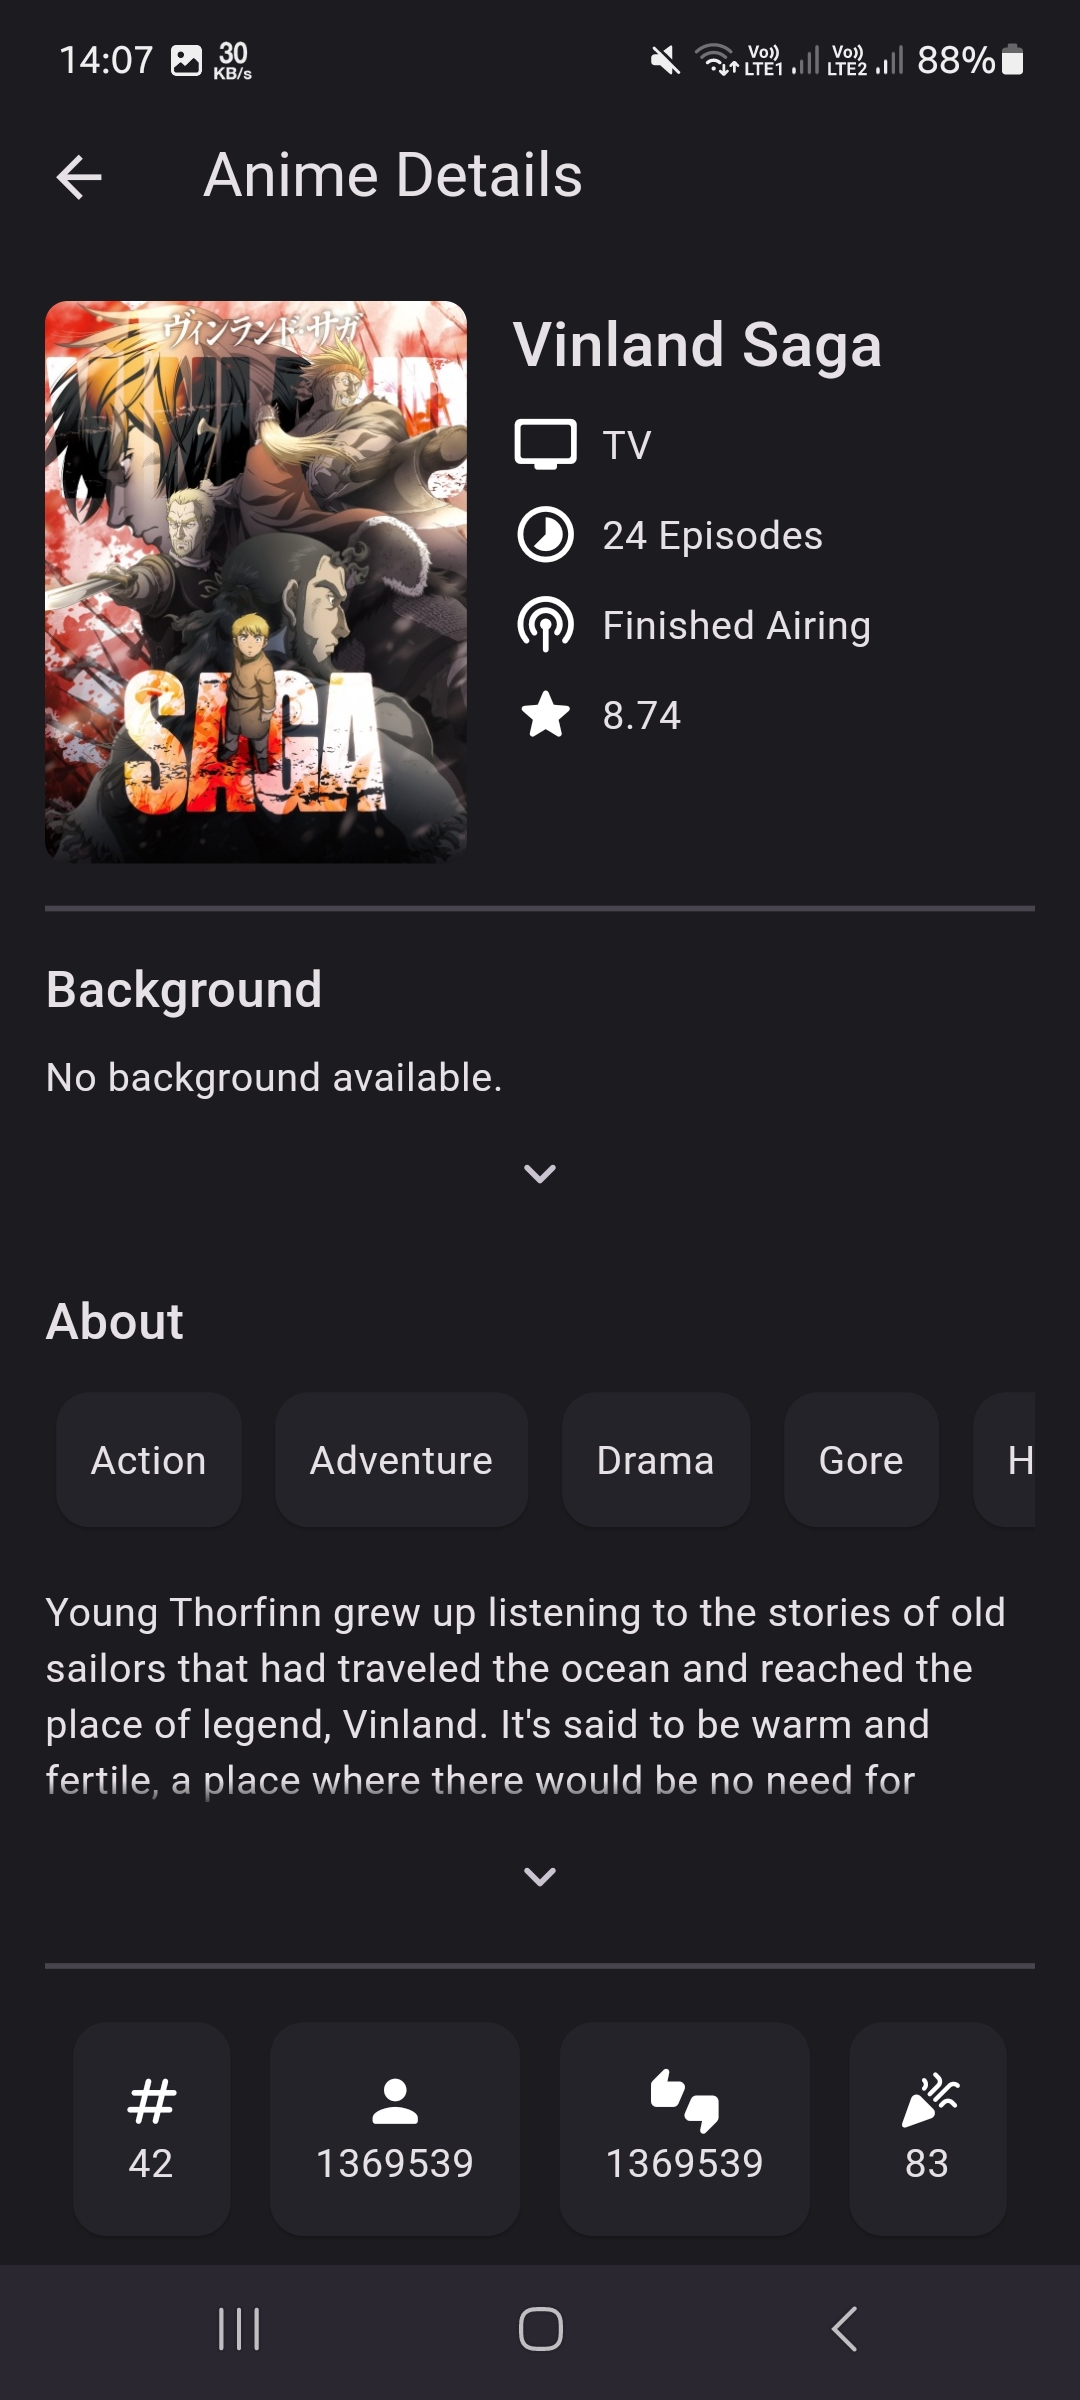 14:07 30 KB/s Vo)) LTE1 Vo)) LTE2 88%
Anime Details
ヴィンランド・サガ
SAGA
Vinland Saga
TV
24 Episodes
Finished Airing
8.74
Background
No background available.
About
Action Adventure Drama Gore H
Young Thorfinn grew up listening to the stories of old
sailors that had traveled the ocean and reached the
place of legend, Vinland. It's said to be warm and
fertile, a place where there would be no need for
42 1369539 1369539 83